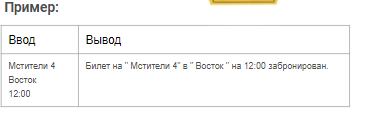 Пример:
Ввод
Вывод
Мстители 4
Восток
12:00
Билет на " Мстители 4" в " Восток " на 12:00 забронирован.